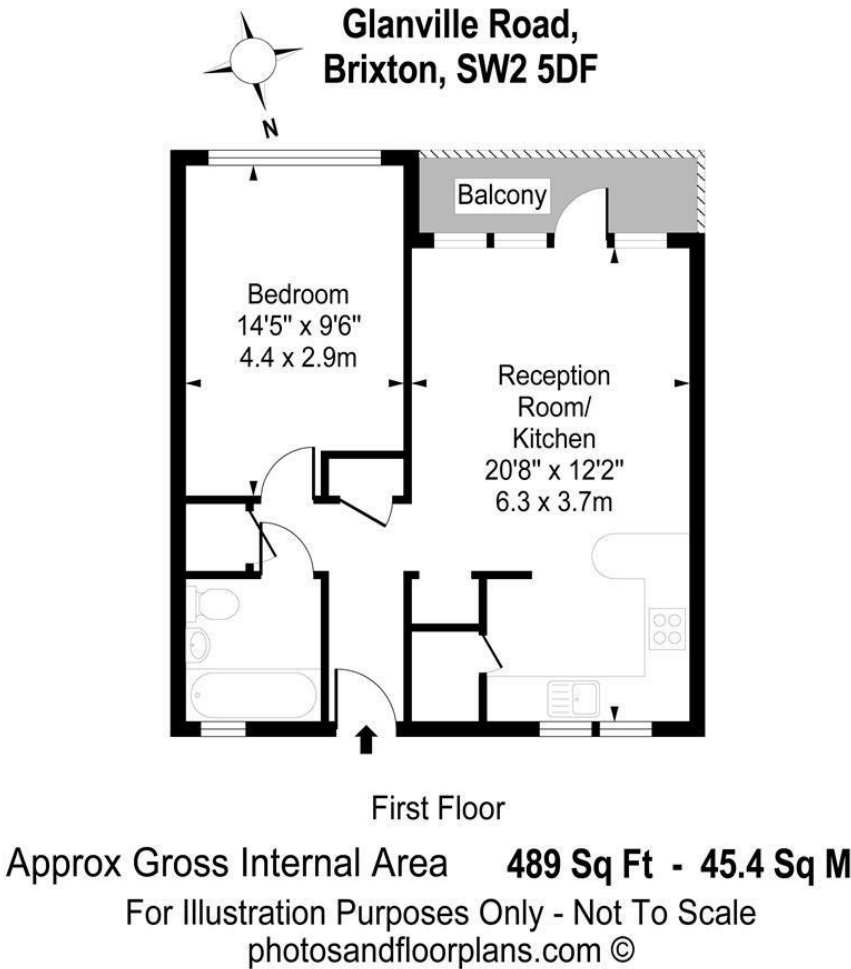 Glanville Road,
Brixton, SW2 5DF
N
Balcony
Bedroom
14'5" x 9'6"
4.4 x 2.9m
Reception
Room/
Kitchen
20'8" x 12'2"
6.3 x 3.7m
First Floor
Approx Gross Internal Area 489 Sq Ft - 45.4 Sq M
For Illustration Purposes Only - Not To Scale
photosandfloorplans.com ©